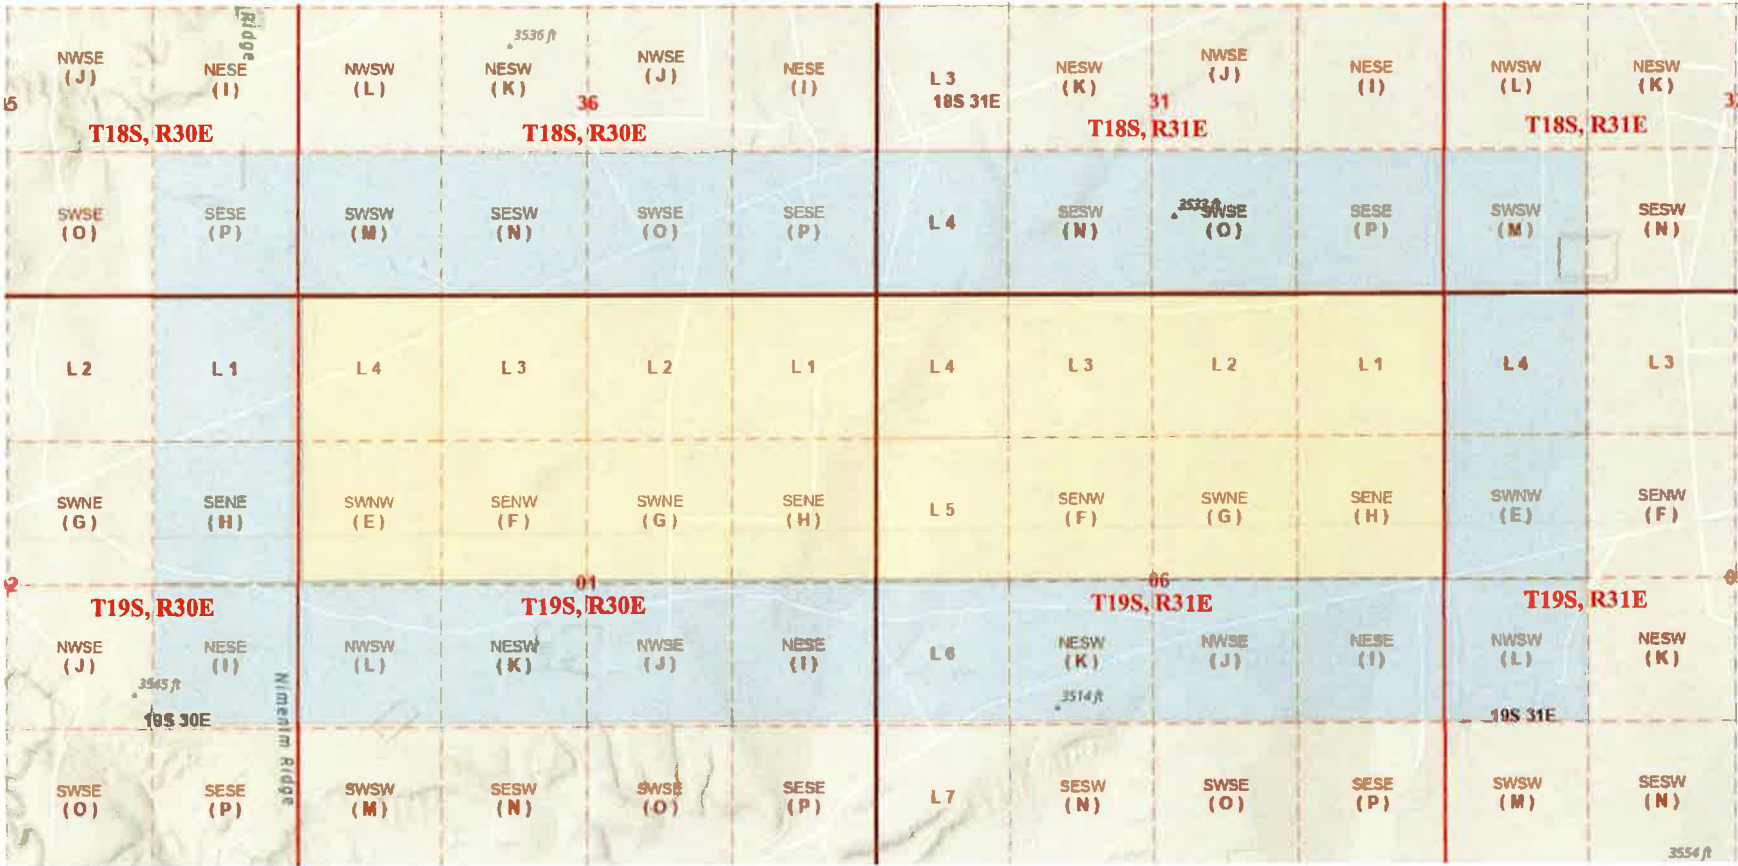 Ridge
3536 ft
NWSE
(J)
NESE
(I)
NWSW
(L)
NESW
(K)
NWSE
(J)
NESE
(I)
L 3
NESW
(K)
NWSE
(J)
NESE
(I)
NWSW
(L)
NESW
(K)
36
18S 31E
31
T18S, R30E
T18S, R30E
T18S, R31E
T18S, R31E
SWSE
(O)
SESE
(P)
SWSW
(M)
SESW
(N)
SWSE
(O)
SESE
(P)
L 4
SESW
(N)
SWSE
(O)
SESE
(P)
SWSW
(M)
SESW
(N)
L 2
L 1
L 4
L 3
L 2
L 1
L 4
L 3
L 2
L 1
L 4
L 3
SWNE
(G)
SENE
(H)
SWNW
(E)
SENW
(F)
SWNE
(G)
SENE
(H)
L 5
SENW
(F)
SWNE
(G)
SENE
(H)
SWNW
(E)
SENW
(F)
01
06
T19S, R30E
T19S, R30E
T19S, R31E
T19S, R31E
NWSE
(J)
NESE
(I)
NWSW
(L)
NESW
(K)
NWSE
(J)
NESE
(I)
L 6
NESW
(K)
NWSE
(J)
NESE
(I)
NWSW
(L)
NESW
(K)
3545 ft
3514 ft
19S 30E
19S 31E
Nimenim Ridge
SWSE
(O)
SESE
(P)
SWSW
(M)
SESW
(N)
SWSE
(O)
SESE
(P)
L 7
SESW
(N)
SWSE
(O)
SESE
(P)
SWSW
(M)
SESW
(N)
3554 ft